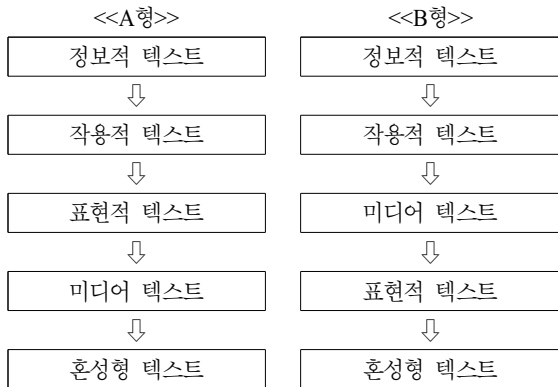 <<A형>> <<B형>>
정보적 텍스트 정보적 텍스트
⇩ ⇩
작용적 텍스트 작용적 텍스트
⇩ ⇩
표현적 텍스트 미디어 텍스트
⇩ ⇩
미디어 텍스트 표현적 텍스트
⇩ ⇩
혼성형 텍스트 혼성형 텍스트